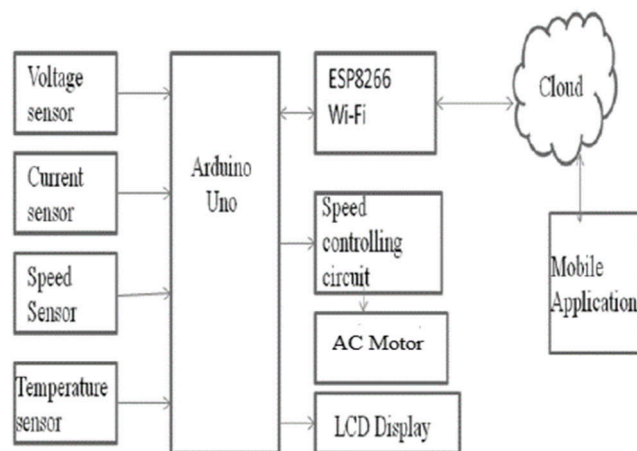 Voltage
sensor
Current
sensor
Speed
Sensor
Temperature
sensor
Arduino
Uno
ESP8266
Wi-Fi
Speed
controlling
circuit
AC Motor
LCD Display
Cloud
Mobile
Application